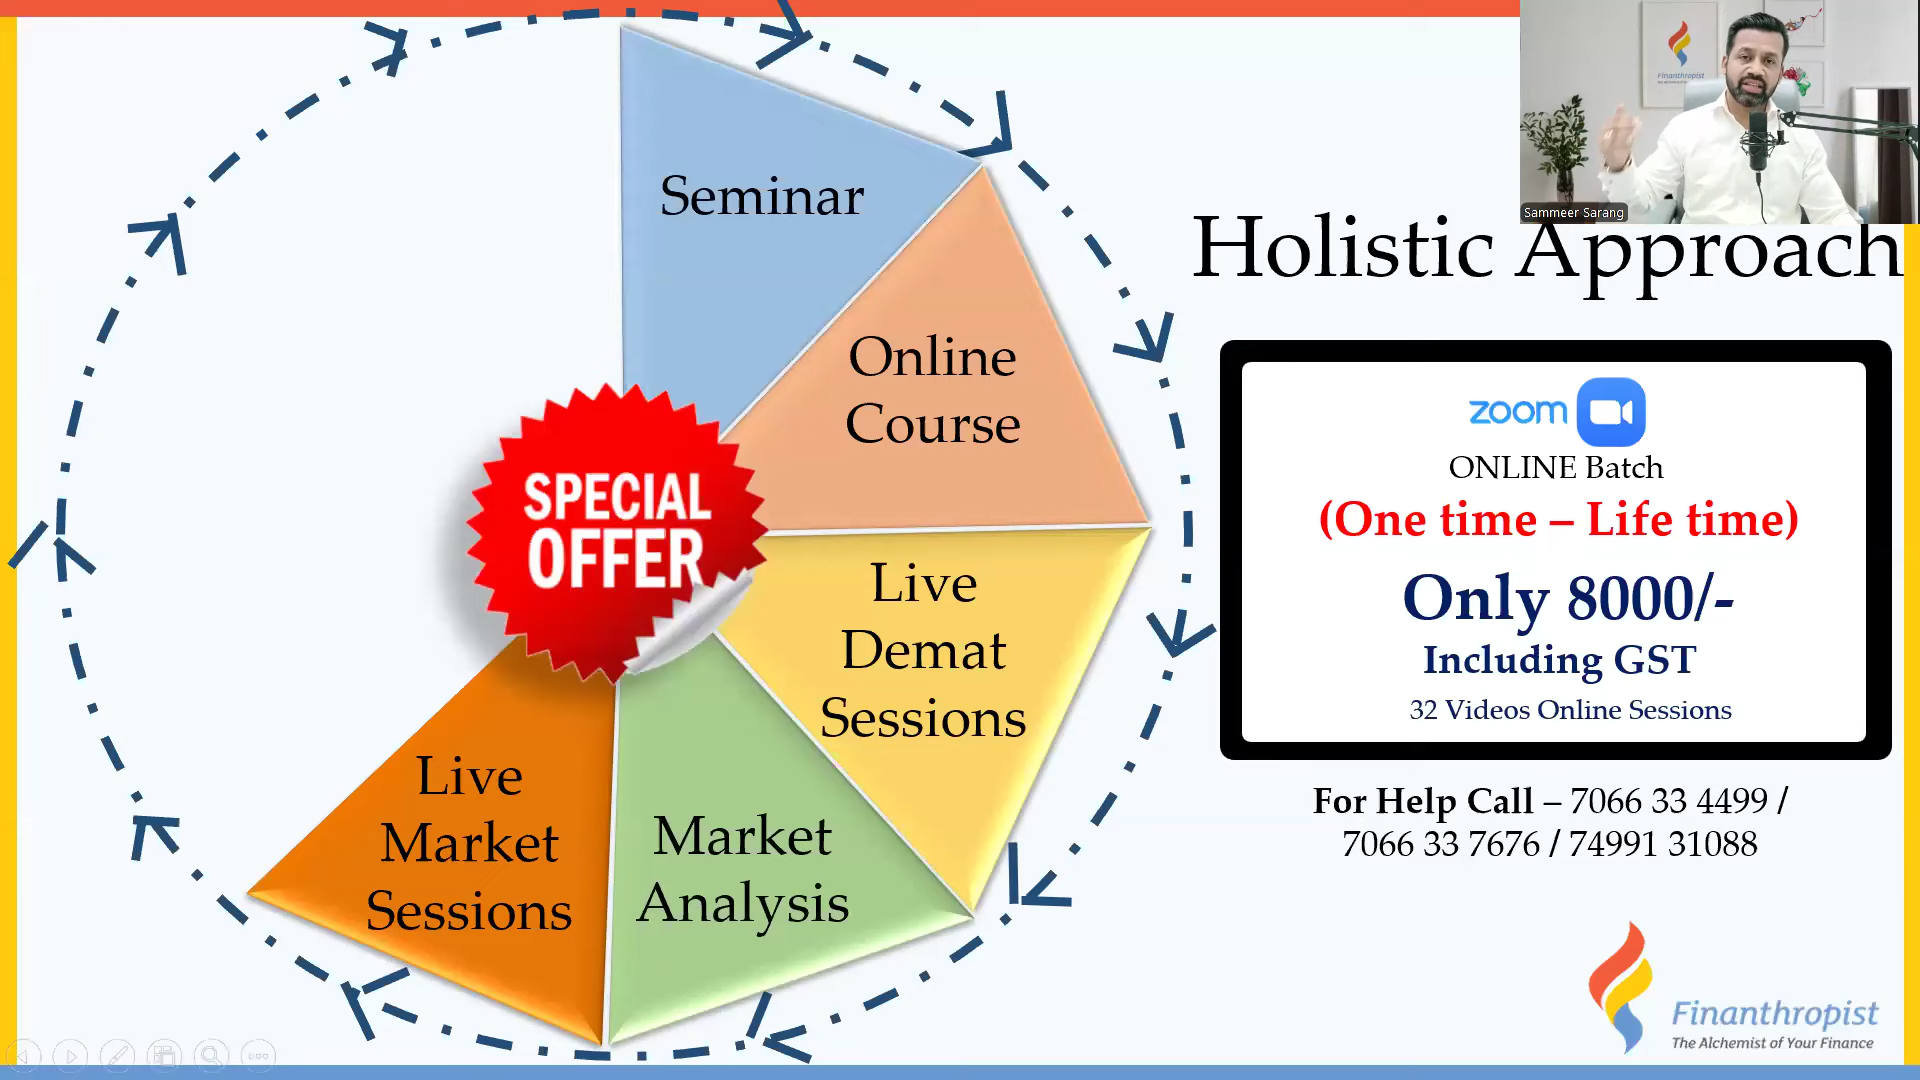 Seminar
Online
Course
Live
Demat
Sessions
Market
Analysis
Live
Market
Sessions
SPECIAL
OFFER
Finanthropist
Sammeer Sarang
Holistic Approach
zoom
ONLINE Batch
(One time – Life time)
Only 8000/-
Including GST
32 Videos Online Sessions
For Help Call – 7066 33 4499 /
7066 33 7676 / 74991 31088
Finanthropist
The Alchemist of Your Finance